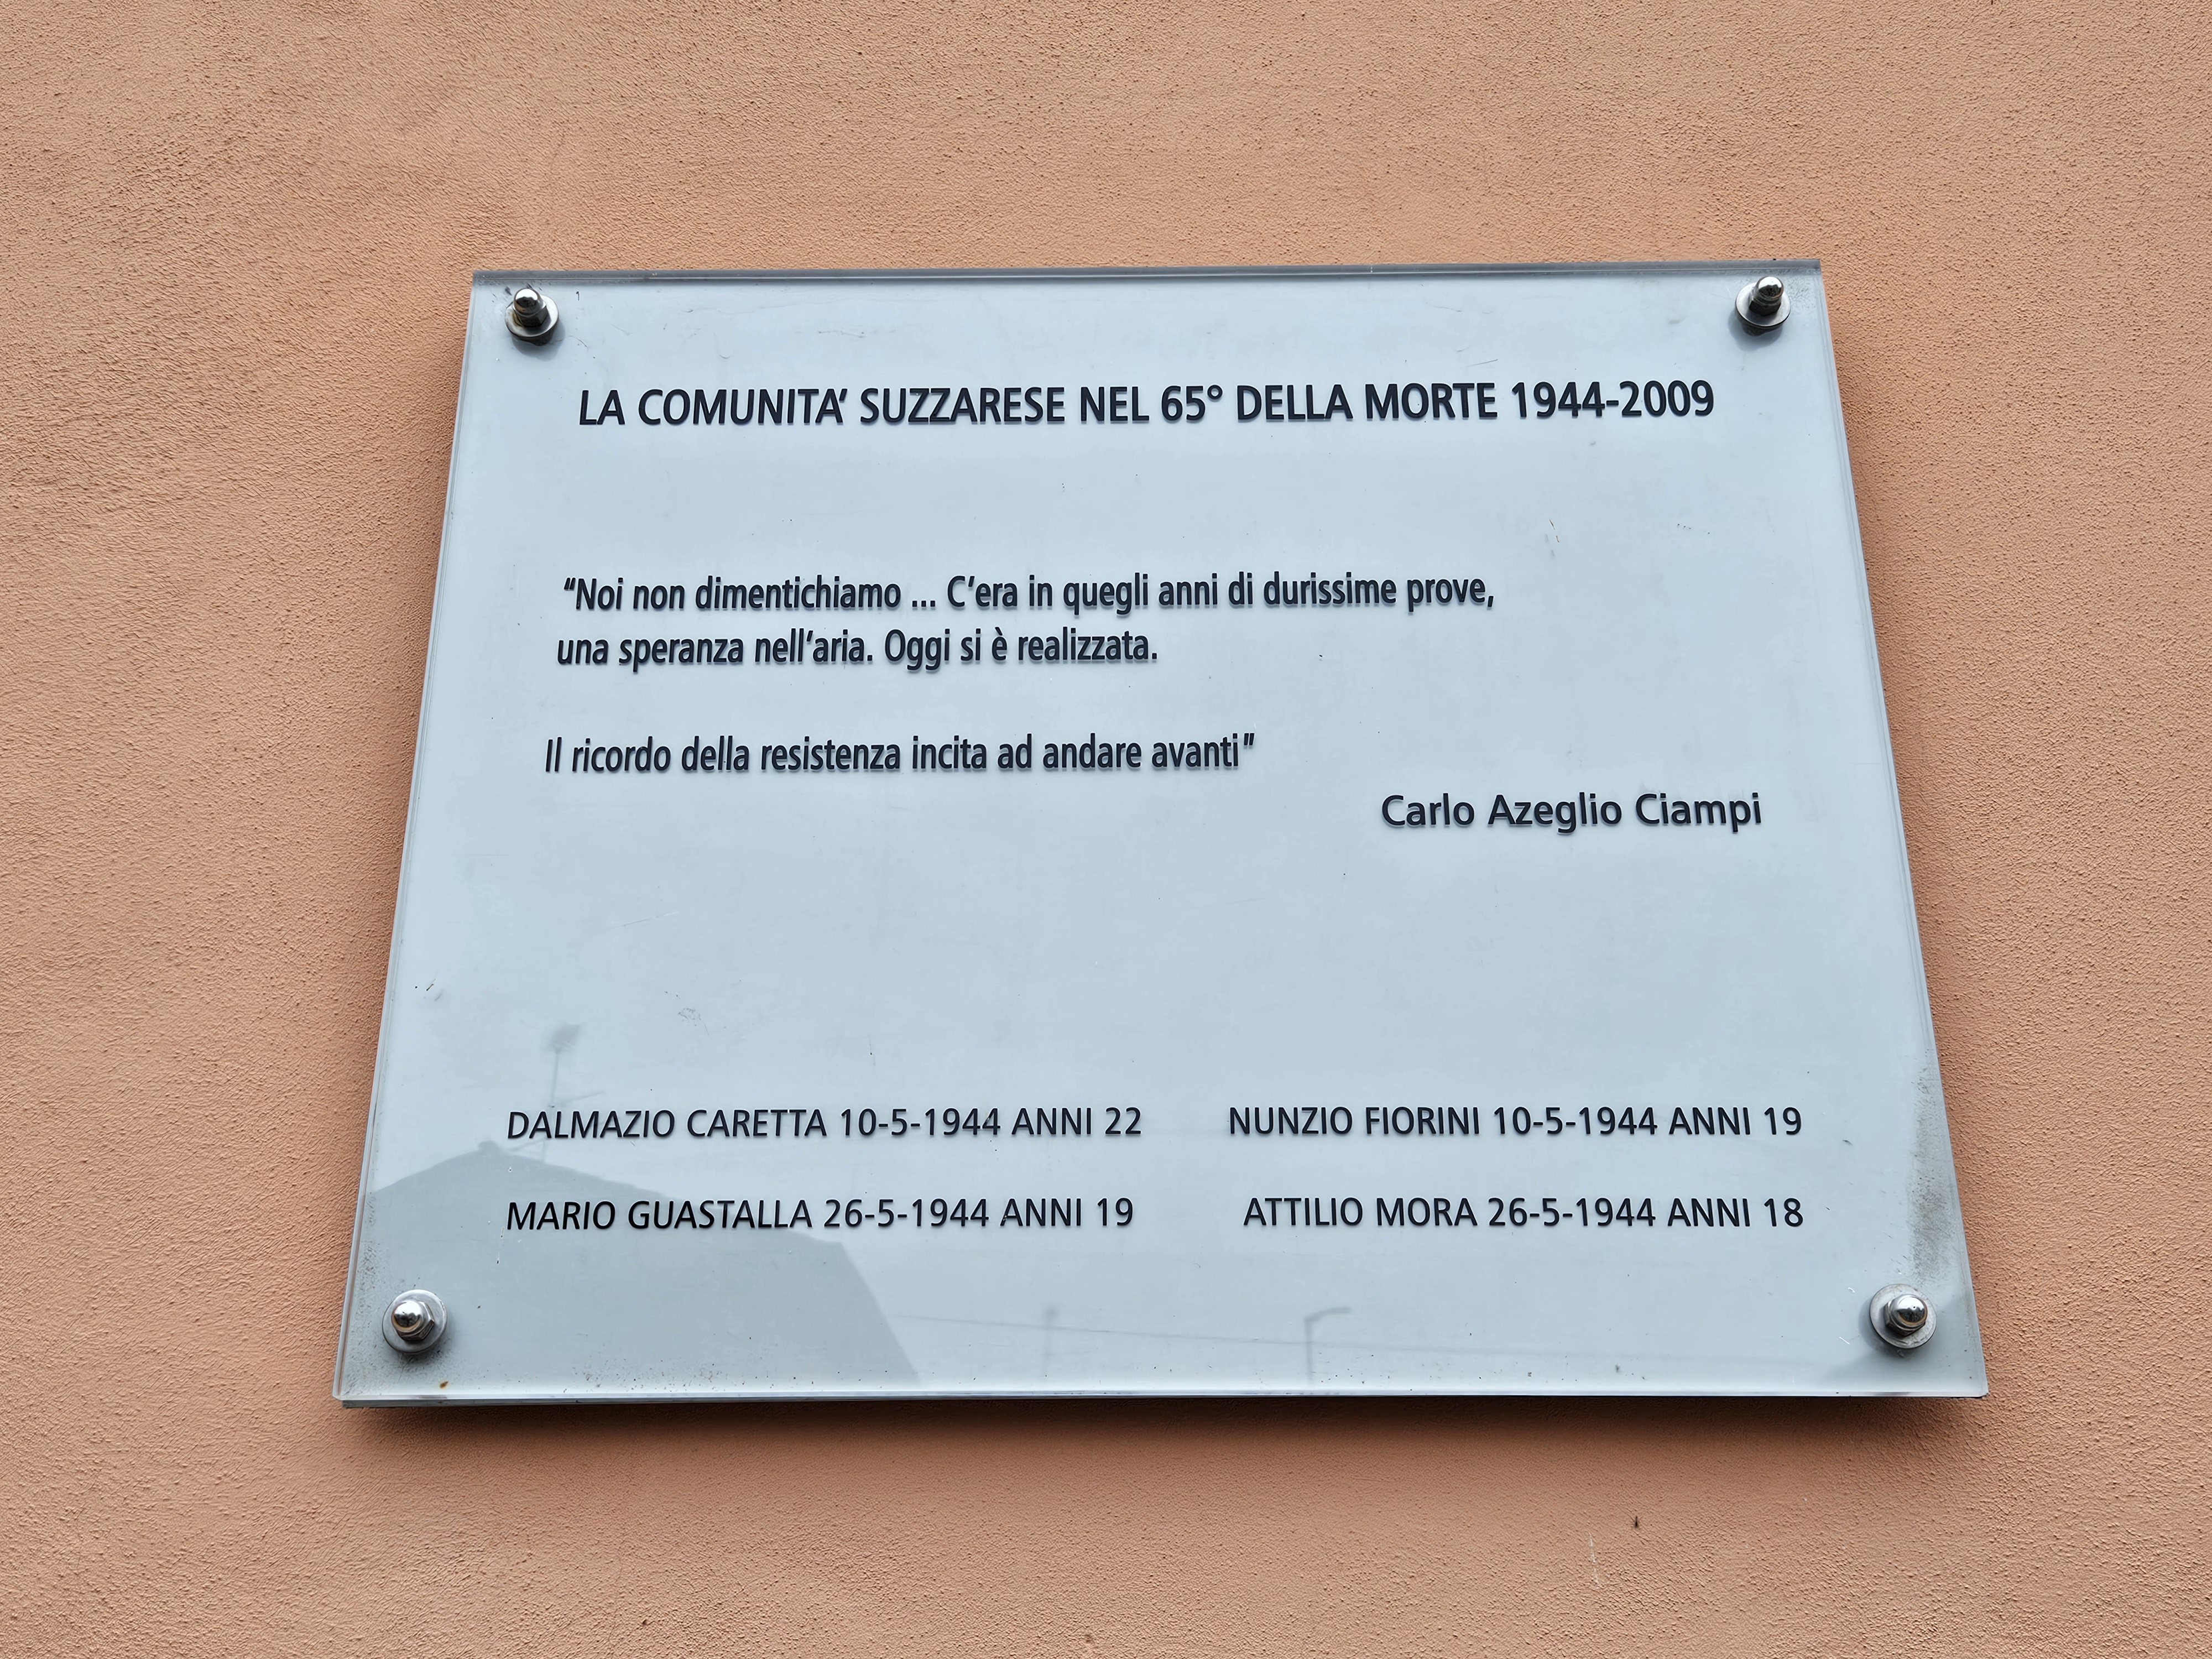 LA COMUNITA’ SUZZARESE NEL 65° DELLA MORTE 1944-2009
“Noi non dimentichiamo ... C’era in quegli anni di durissime prove,
una speranza nell’aria. Oggi si è realizzata.
Il ricordo della resistenza incita ad andare avanti”
Carlo Azeglio Ciampi
DALMAZIO CARETTA 10-5-1944 ANNI 22 NUNZIO FIORINI 10-5-1944 ANNI 19
MARIO GUASTALLA 26-5-1944 ANNI 19 ATTILIO MORA 26-5-1944 ANNI 18